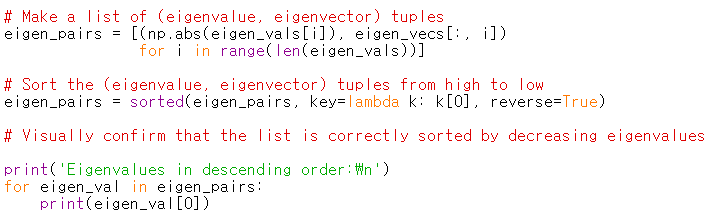 # Make a list of (eigenvalue, eigenvector) tuples
eigen_pairs = [(np.abs(eigen_vals[i]), eigen_vecs[:, i])
               for i in range(len(eigen_vals))]

# Sort the (eigenvalue, eigenvector) tuples from high to low
eigen_pairs = sorted(eigen_pairs, key=lambda k: k[0], reverse=True)

# Visually confirm that the list is correctly sorted by decreasing eigenvalues

print('Eigenvalues in descending order:₩n')
for eigen_val in eigen_pairs:
    print(eigen_val[0])